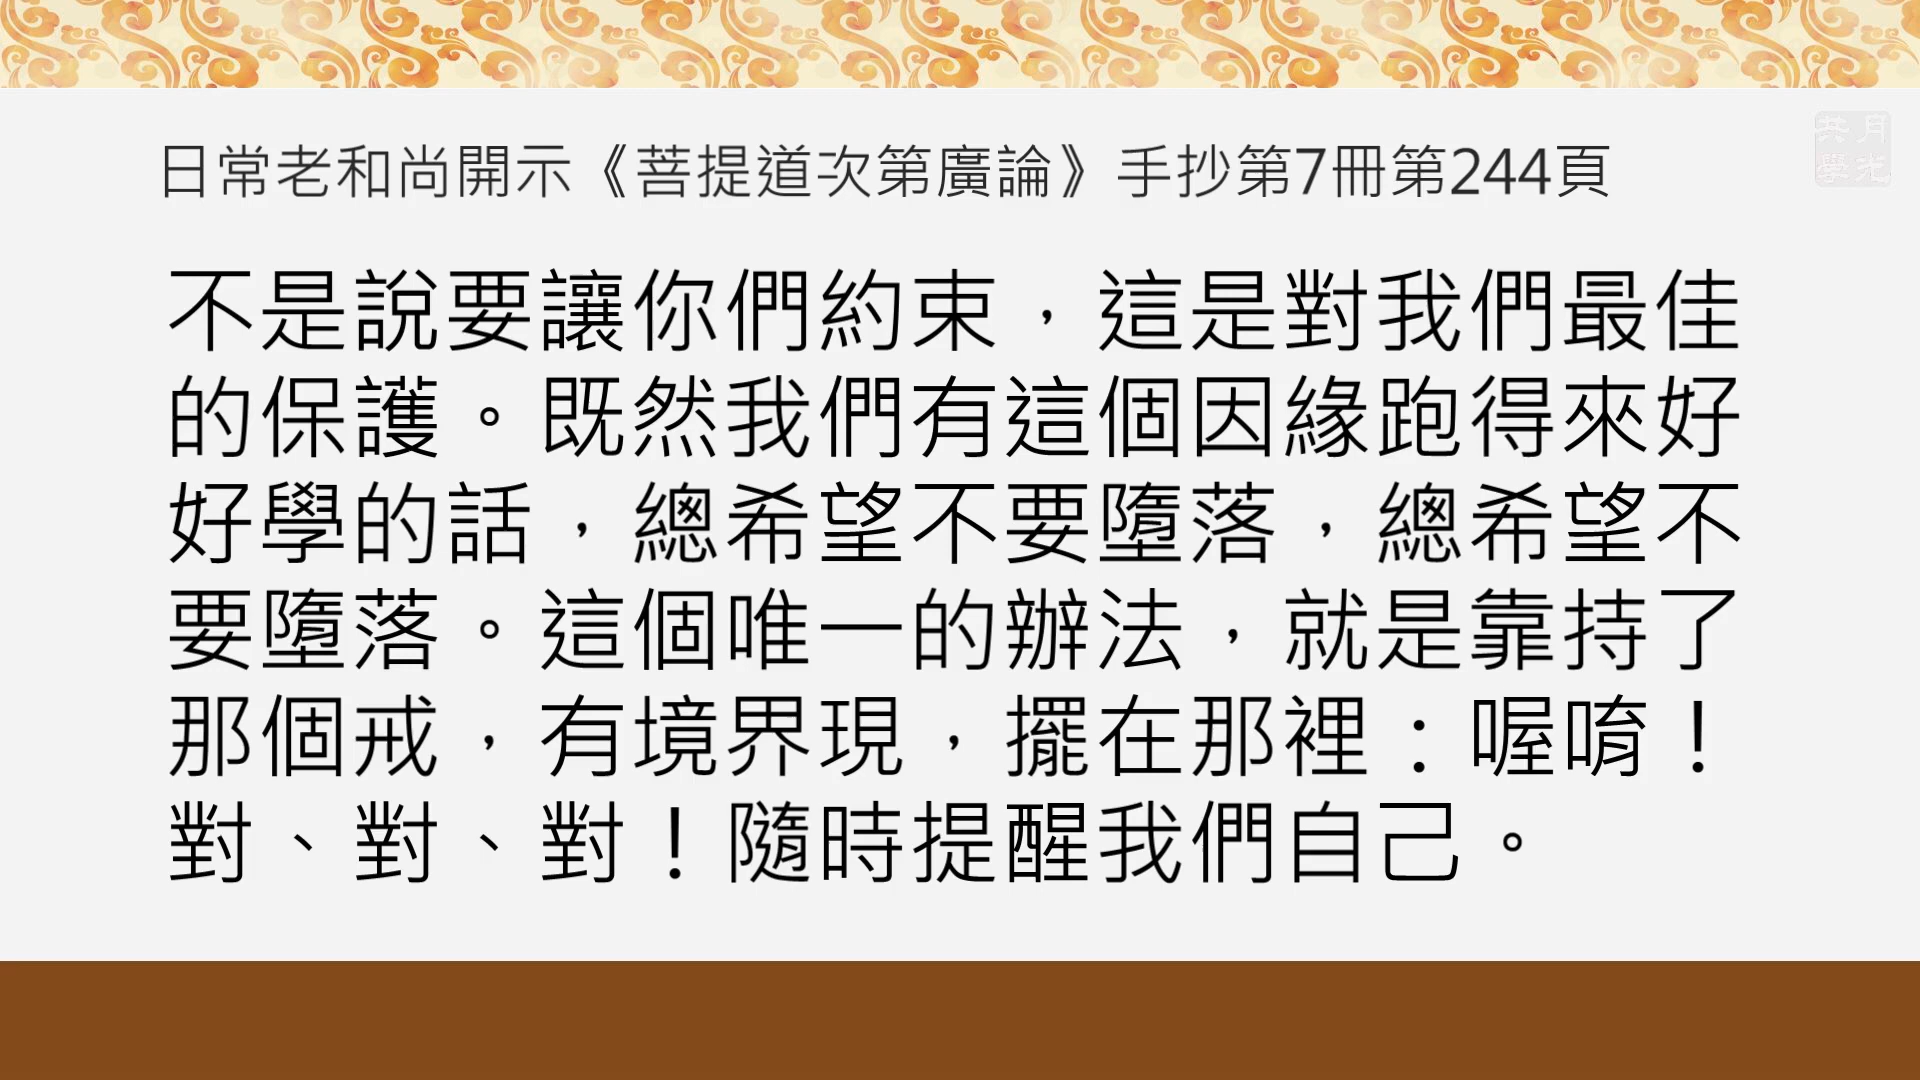 日常老和尚開示《菩提道次第廣論》手抄第7冊第244頁
月光
共學
不是說要讓你們約束，這是對我們最佳
的保護。既然我們有這個因緣跑得來好
好學的話，總希望不要墮落，總希望不
要墮落。這個唯一的辦法，就是靠持了
那個戒，有境界現，擺在那裡：喔唷！
對、對、對！隨時提醒我們自己。